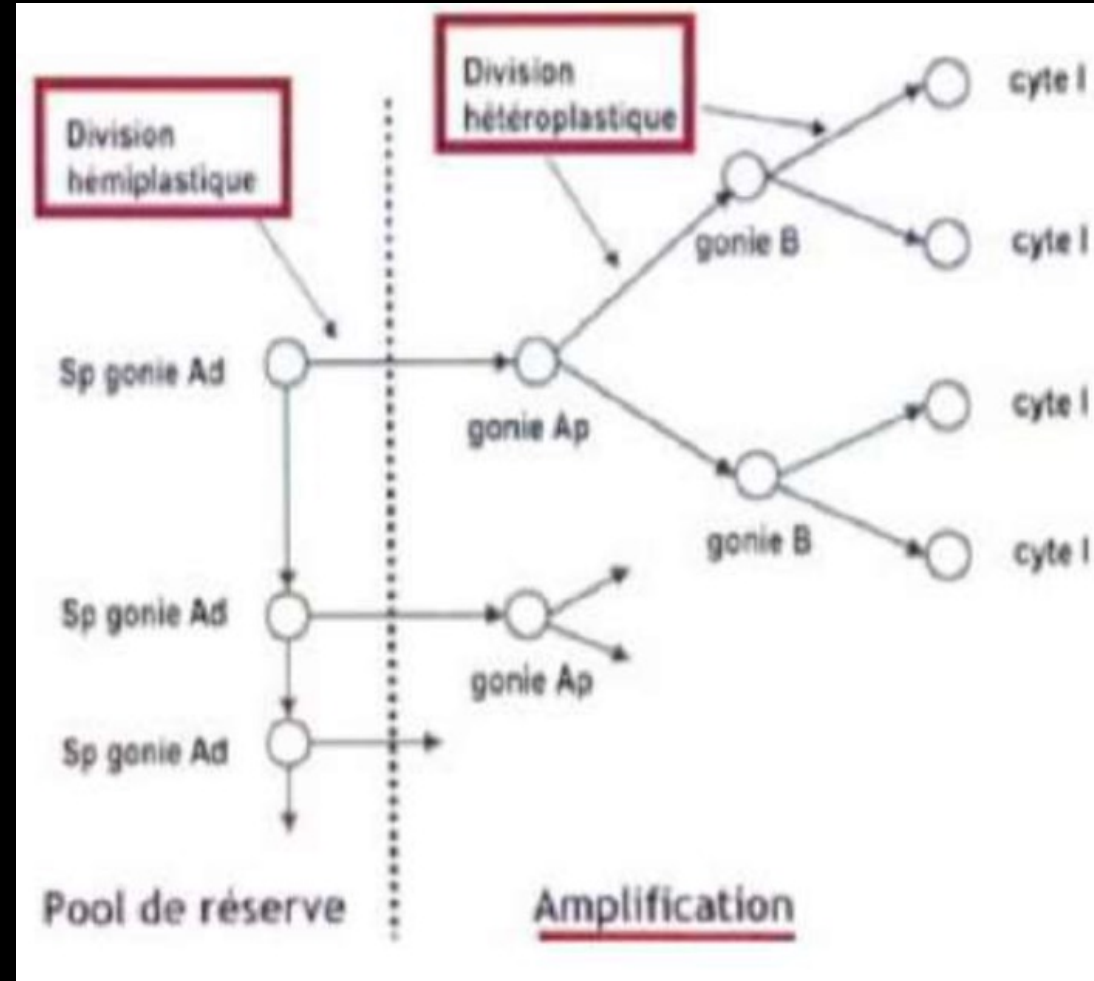 Division
hémiplastique
Division
hétéroplastique
cyte I
gonie B
cyte I
Sp gonie Ad
gonie Ap
cyte I
gonie B
cyte I
Sp gonie Ad
gonie Ap
Sp gonie Ad
Pool de réserve
Amplification